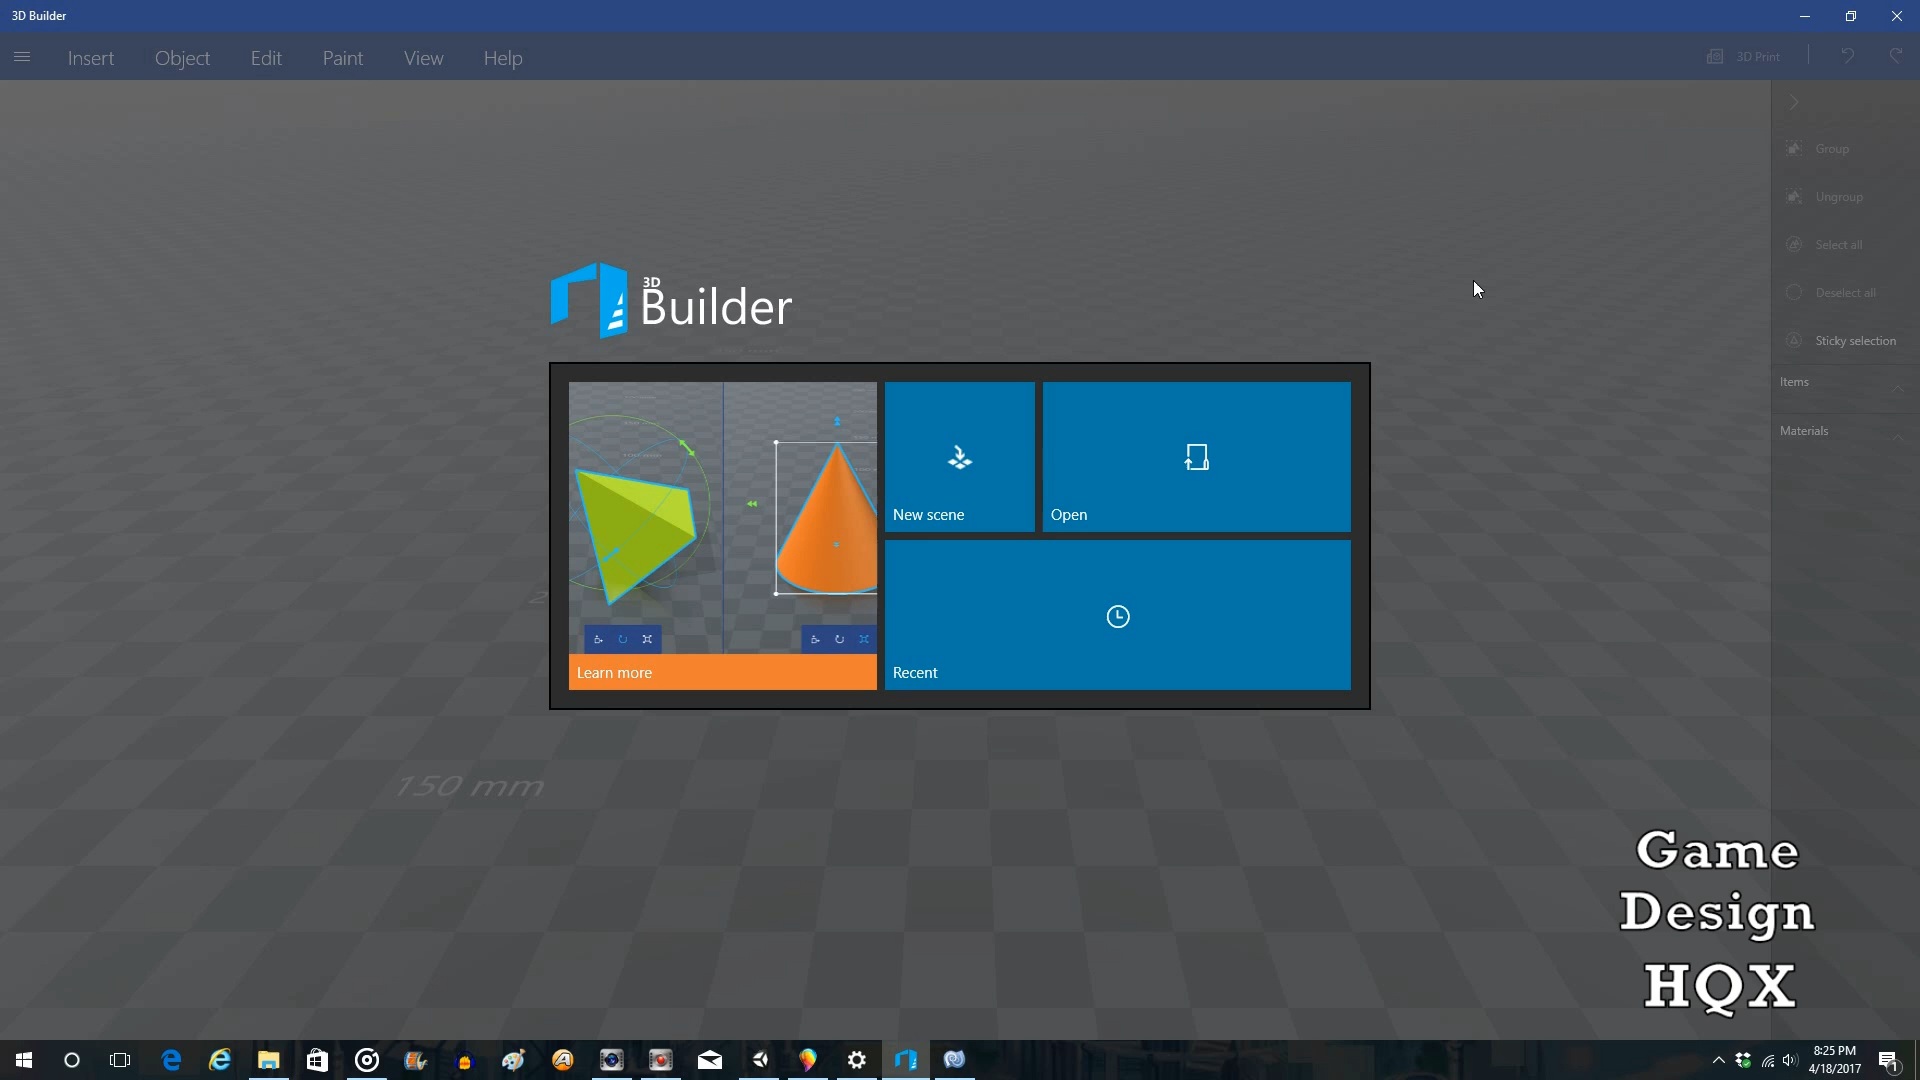 3D Builder
Insert Object Edit Paint View Help
3D Print
Group
Ungroup
Select all
Deselect all
Sticky selection
Items
Materials
3D
Builder
New scene
Open
Learn more
Recent
150 mm
Game
Design
HQX
8:25 PM
4/18/2017
1